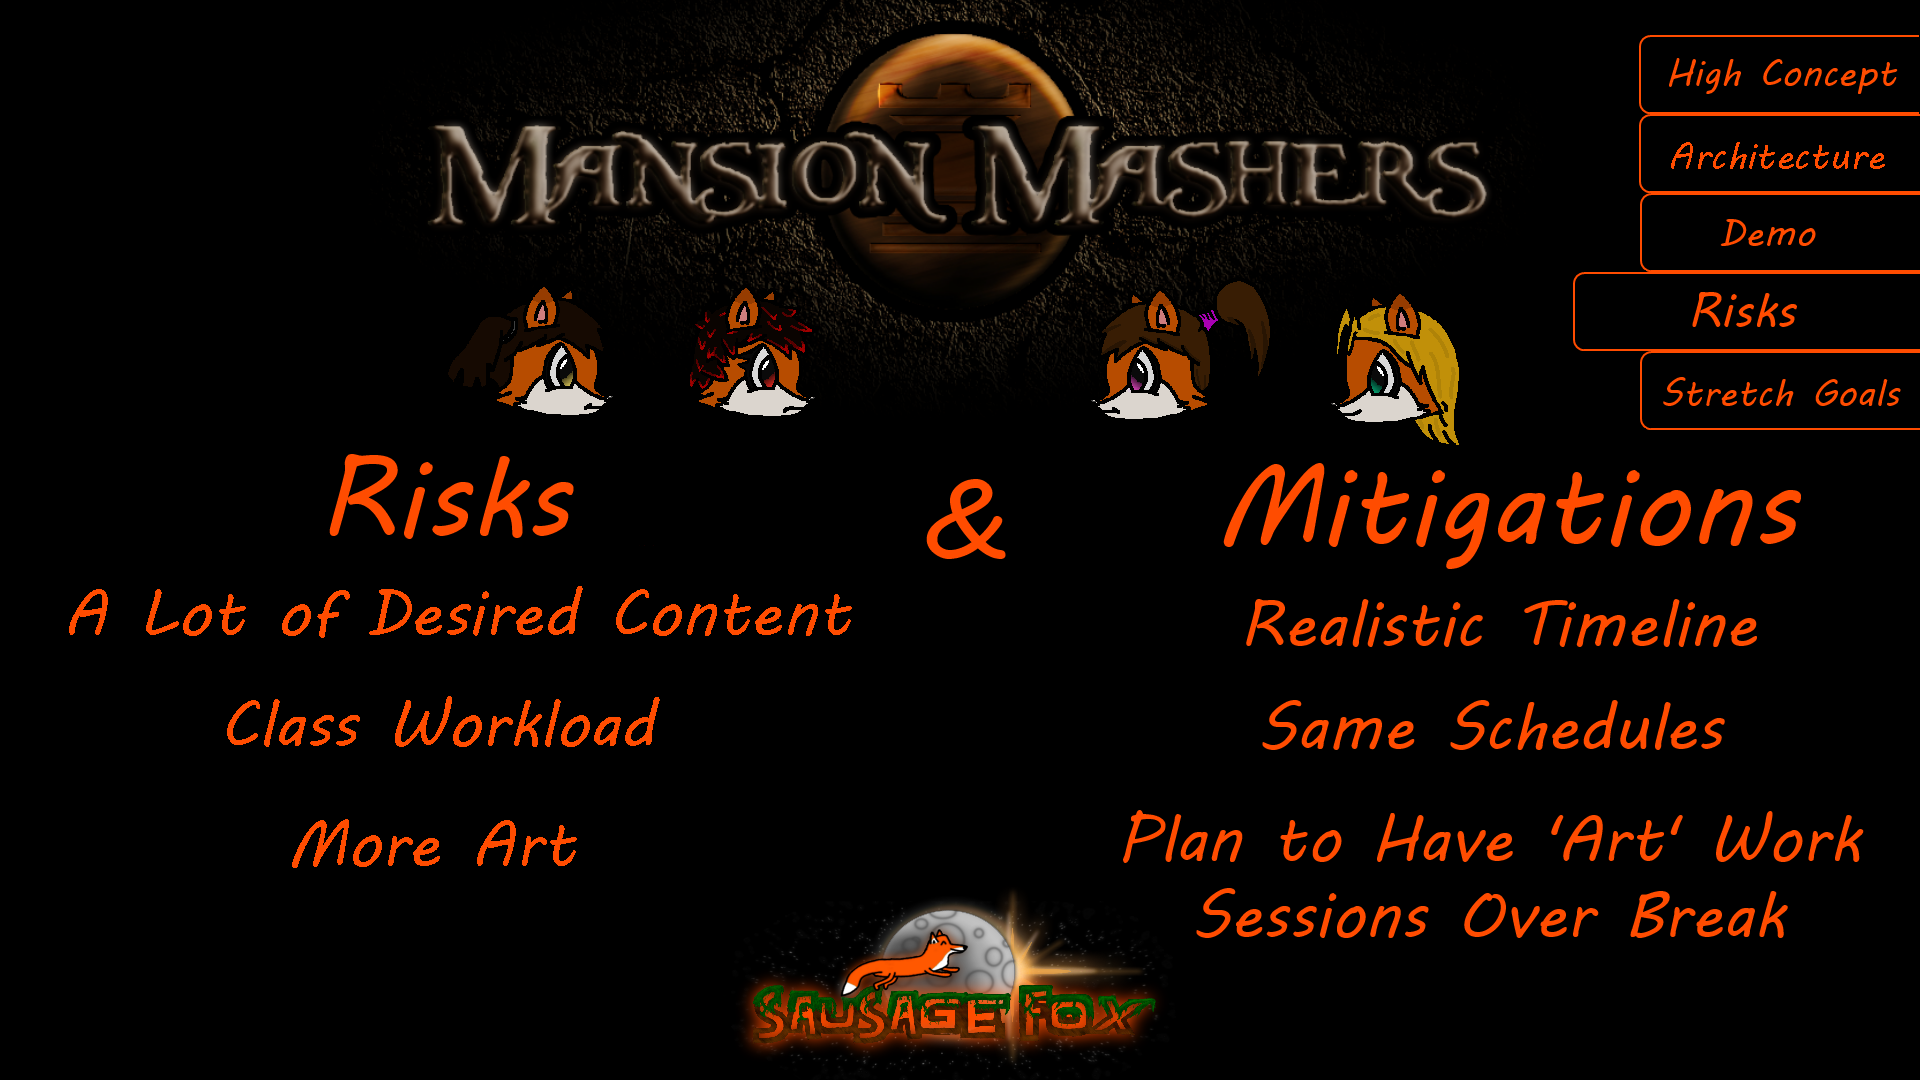 MANSION MASHERS
High Concept
Architecture
Demo
Risks
Stretch Goals
Risks & Mitigations
A Lot of Desired Content
Class Workload
More Art
Realistic Timeline
Same Schedules
Plan to Have 'Art' Work
Sessions Over Break
SAUSAGE FOX